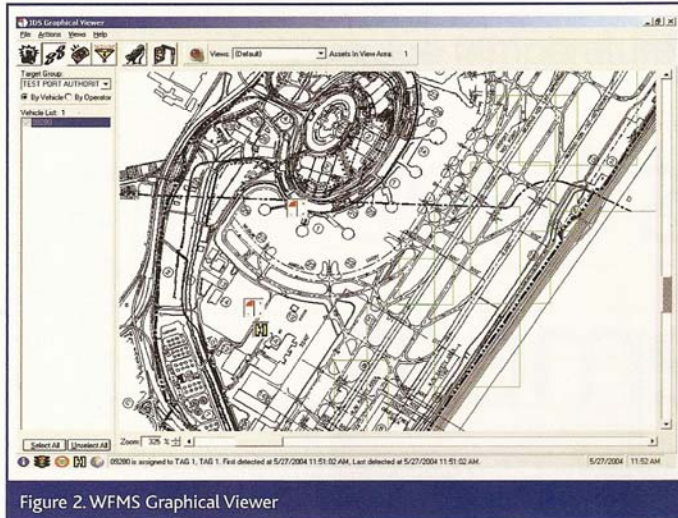 IDS Graphical Viewer
File Actions Views Help
Views: (Default) Assets In View Area: 1
Target Group:
TEST PORT AUTHORIT
By Vehicle By Operator
Vehicle List: 1
09280
Select All Unselect All
Zoom: 325 %
09280 is assigned to TAG 1, TAG 1. First detected at 5/27/2004 11:51:02 AM, Last detected at 5/27/2004 11:51:02 AM. 5/27/2004 11:52 AM
Figure 2. WFMS Graphical Viewer